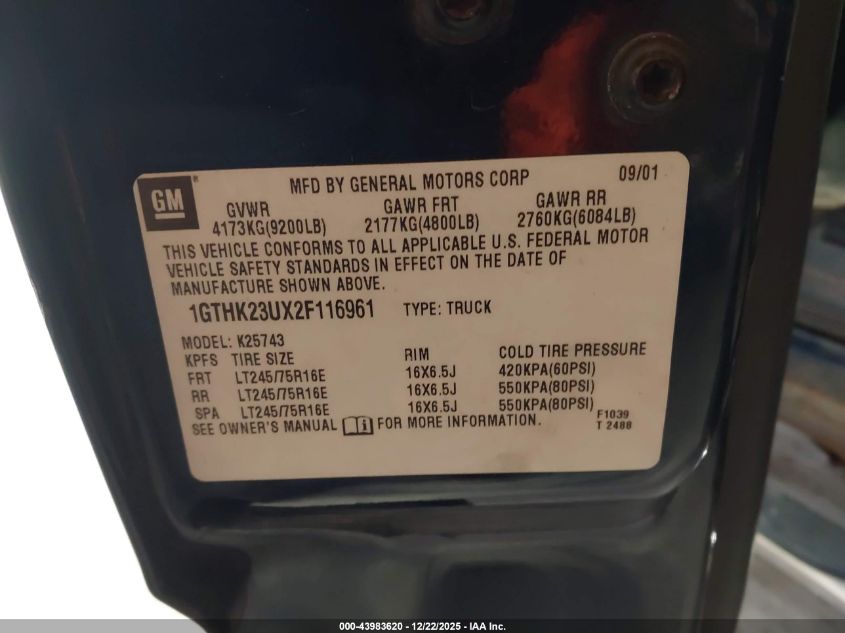 GM® MFD BY GENERAL MOTORS CORP 09/01
GVWR GAWR FRT GAWR RR
4173KG(9200LB) 2177KG(4800LB) 2760KG(6084LB)
THIS VEHICLE CONFORMS TO ALL APPLICABLE U.S. FEDERAL MOTOR
VEHICLE SAFETY STANDARDS IN EFFECT ON THE DATE OF
MANUFACTURE SHOWN ABOVE.
1GTHK23UX2F116961 TYPE: TRUCK
MODEL: K25743
KPFS TIRE SIZE RIM COLD TIRE PRESSURE
FRT LT245/75R16E 16X6.5J 420KPA(60PSI)
RR LT245/75R16E 16X6.5J 550KPA(80PSI)
SPA LT245/75R16E 16X6.5J 550KPA(80PSI)
SEE OWNER'S MANUAL FOR MORE INFORMATION. F1039
T 2488
000-43983620 - 12/22/2025 - IAA Inc.